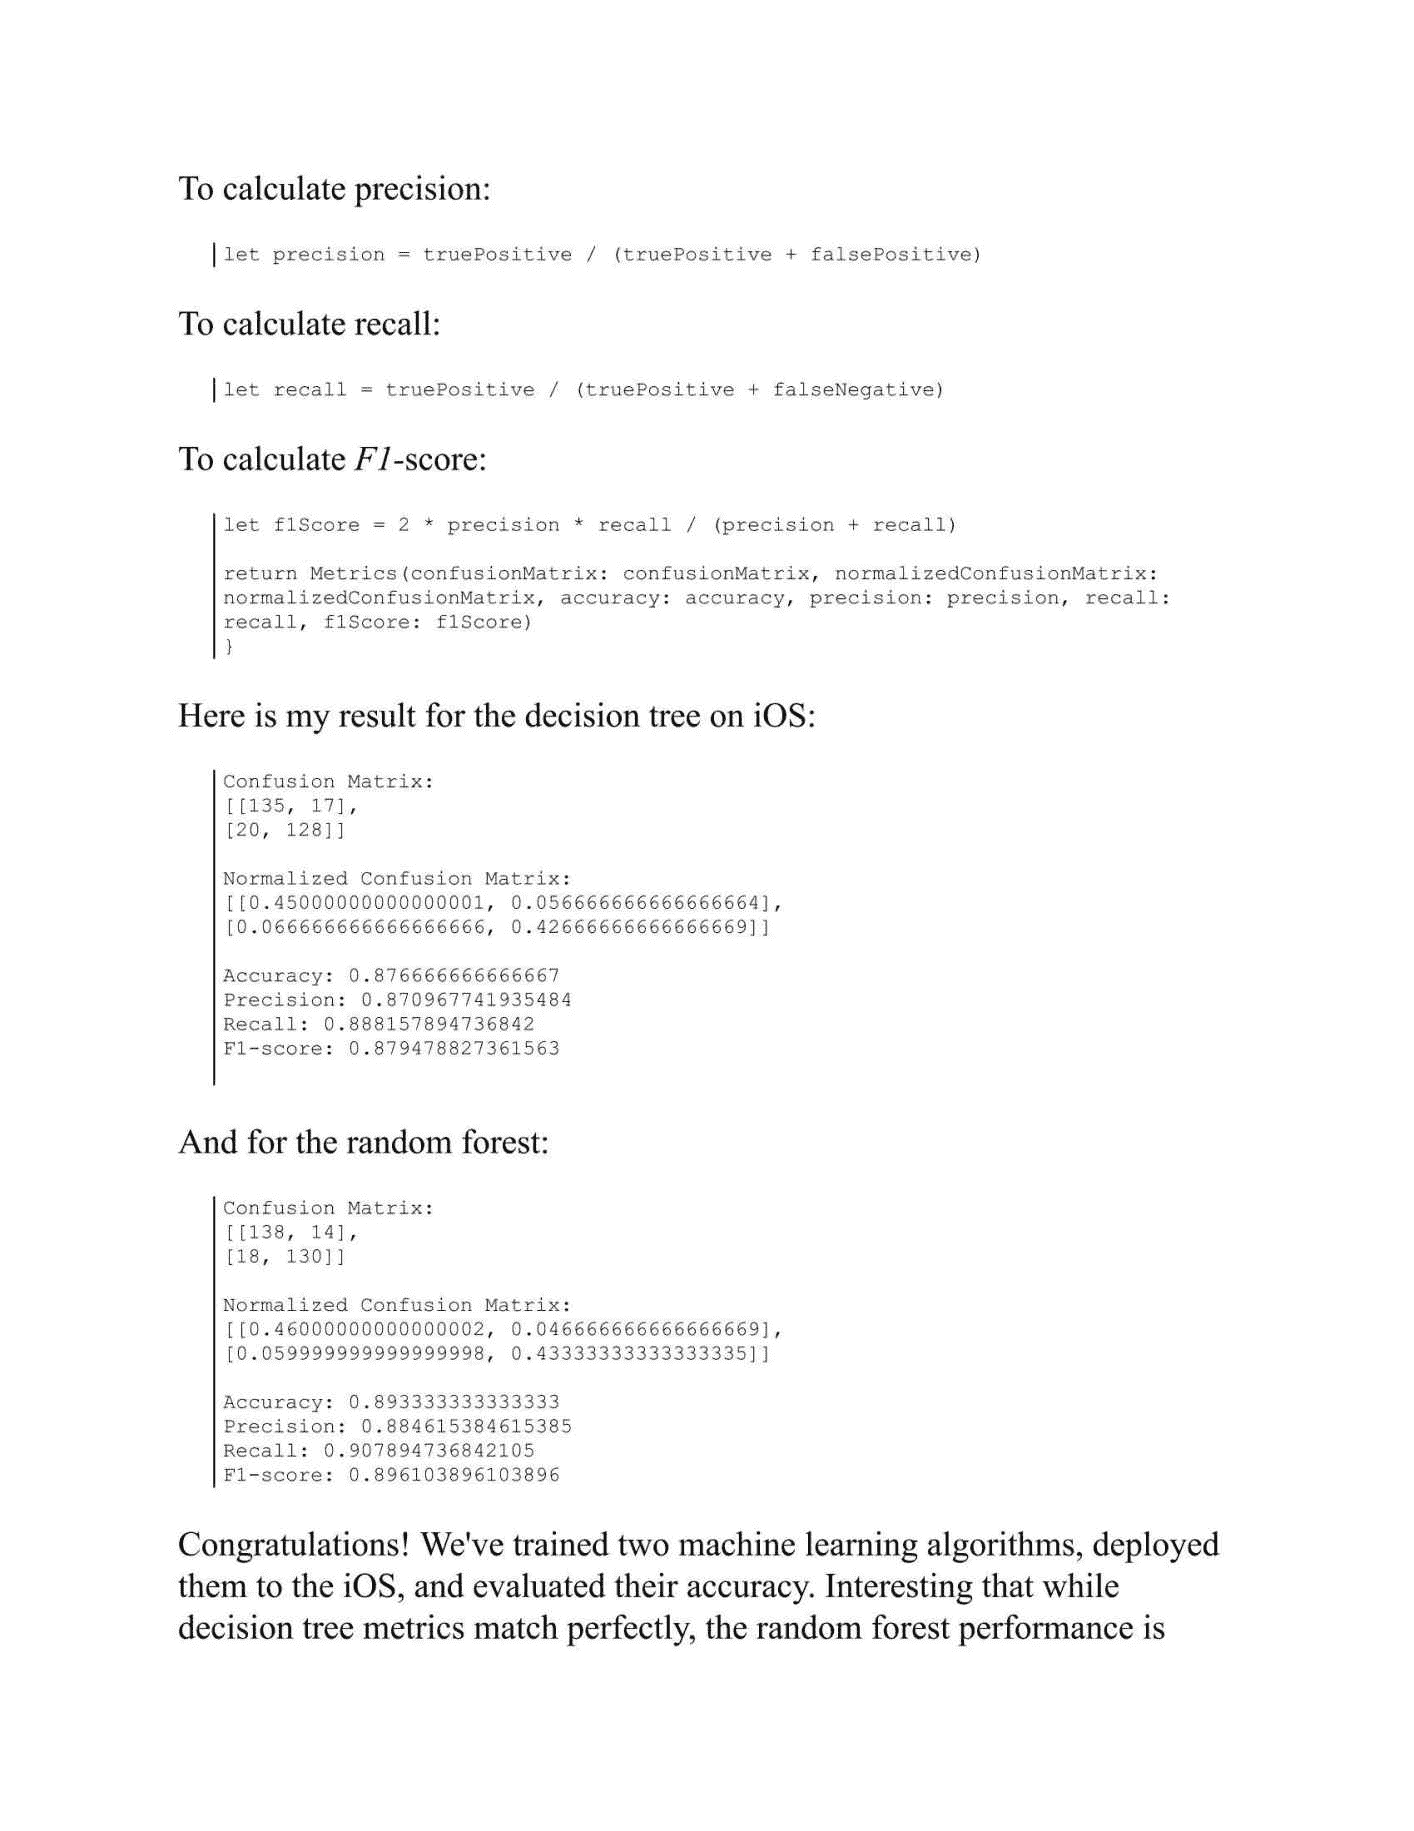 To calculate precision:
let precision = truePositive / (truePositive + falsePositive)
To calculate recall:
let recall = truePositive / (truePositive + falseNegative)
To calculate F1-score:
let f1Score = 2 * precision * recall / (precision + recall)
return Metrics(confusionMatrix: confusionMatrix, normalizedConfusionMatrix:
normalizedConfusionMatrix, accuracy: accuracy, precision: precision, recall:
recall, f1Score: f1Score)
}
Here is my result for the decision tree on iOS:
Confusion Matrix:
[[135, 17],
[20, 128]]
Normalized Confusion Matrix:
[[0.45000000000000001, 0.056666666666666664],
[0.066666666666666666, 0.42666666666666669]]
Accuracy: 0.876666666666667
Precision: 0.870967741935484
Recall: 0.888157894736842
F1-score: 0.879478827361563
And for the random forest:
Confusion Matrix:
[[138, 14],
[18, 130]]
Normalized Confusion Matrix:
[[0.46000000000000002, 0.046666666666666669],
[0.059999999999999998, 0.43333333333333335]]
Accuracy: 0.893333333333333
Precision: 0.884615384615385
Recall: 0.907894736842105
F1-score: 0.896103896103896
Congratulations! We've trained two machine learning algorithms, deployed
them to the iOS, and evaluated their accuracy. Interesting that while
decision tree metrics match perfectly, the random forest performance is